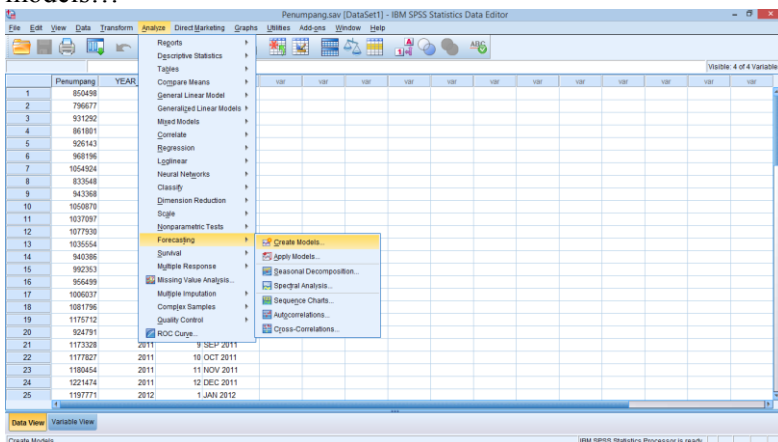 models…
Penumpang.sav [DataSet1] - IBM SPSS Statistics Data Editor
File Edit View Data Transform Analyze Direct Marketing Graphs Utilities Add-ons Window Help
Visible: 4 of 4 Variable
Penumpang YEAR_ var var var var var var var var var var
1 850498
2 796677
3 931292
4 861801
5 926143
6 968196
7 1054924
8 833548
9 943368
10 1050870
11 1037097
12 1077930
13 1035554
14 940386
15 992353
16 956499
17 1006037
18 1081796
19 1175712
20 924791
21 1173328 2011 9 SEP 2011
22 1177827 2011 10 OCT 2011
23 1180454 2011 11 NOV 2011
24 1221474 2011 12 DEC 2011
25 1197771 2012 1 JAN 2012
Reports
Descriptive Statistics
Tables
Compare Means
General Linear Model
Generalized Linear Models
Mixed Models
Correlate
Regression
Loglinear
Neural Networks
Classify
Dimension Reduction
Scale
Nonparametric Tests
Forecasting
Survival
Multiple Response
Missing Value Analysis...
Multiple Imputation
Complex Samples
Quality Control
ROC Curve...
Create Models...
Apply Models...
Seasonal Decomposition...
Spectral Analysis...
Sequence Charts...
Autocorrelations...
Cross-Correlations...
Data View Variable View
Create Models
IBM SPSS Statistics Processor is ready